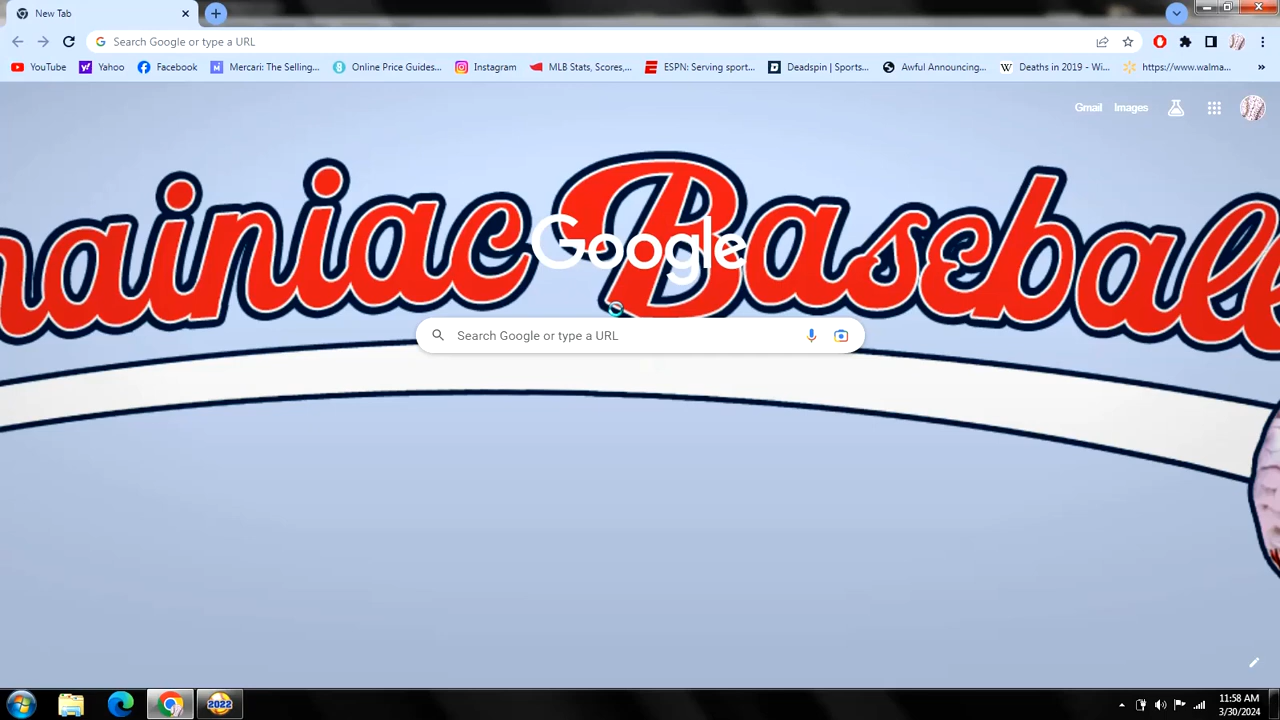 New Tab
Search Google or type a URL
YouTube Yahoo Facebook Mercari: The Selling... Online Price Guides... Instagram MLB Stats, Scores,... ESPN: Serving sport... Deadspin | Sports... Awful Announcing... Deaths in 2019 - Wi... https://www.walma... »
Gmail Images
mainiac Baseball
Google
Search Google or type a URL
2022
11:58 AM
3/30/2024